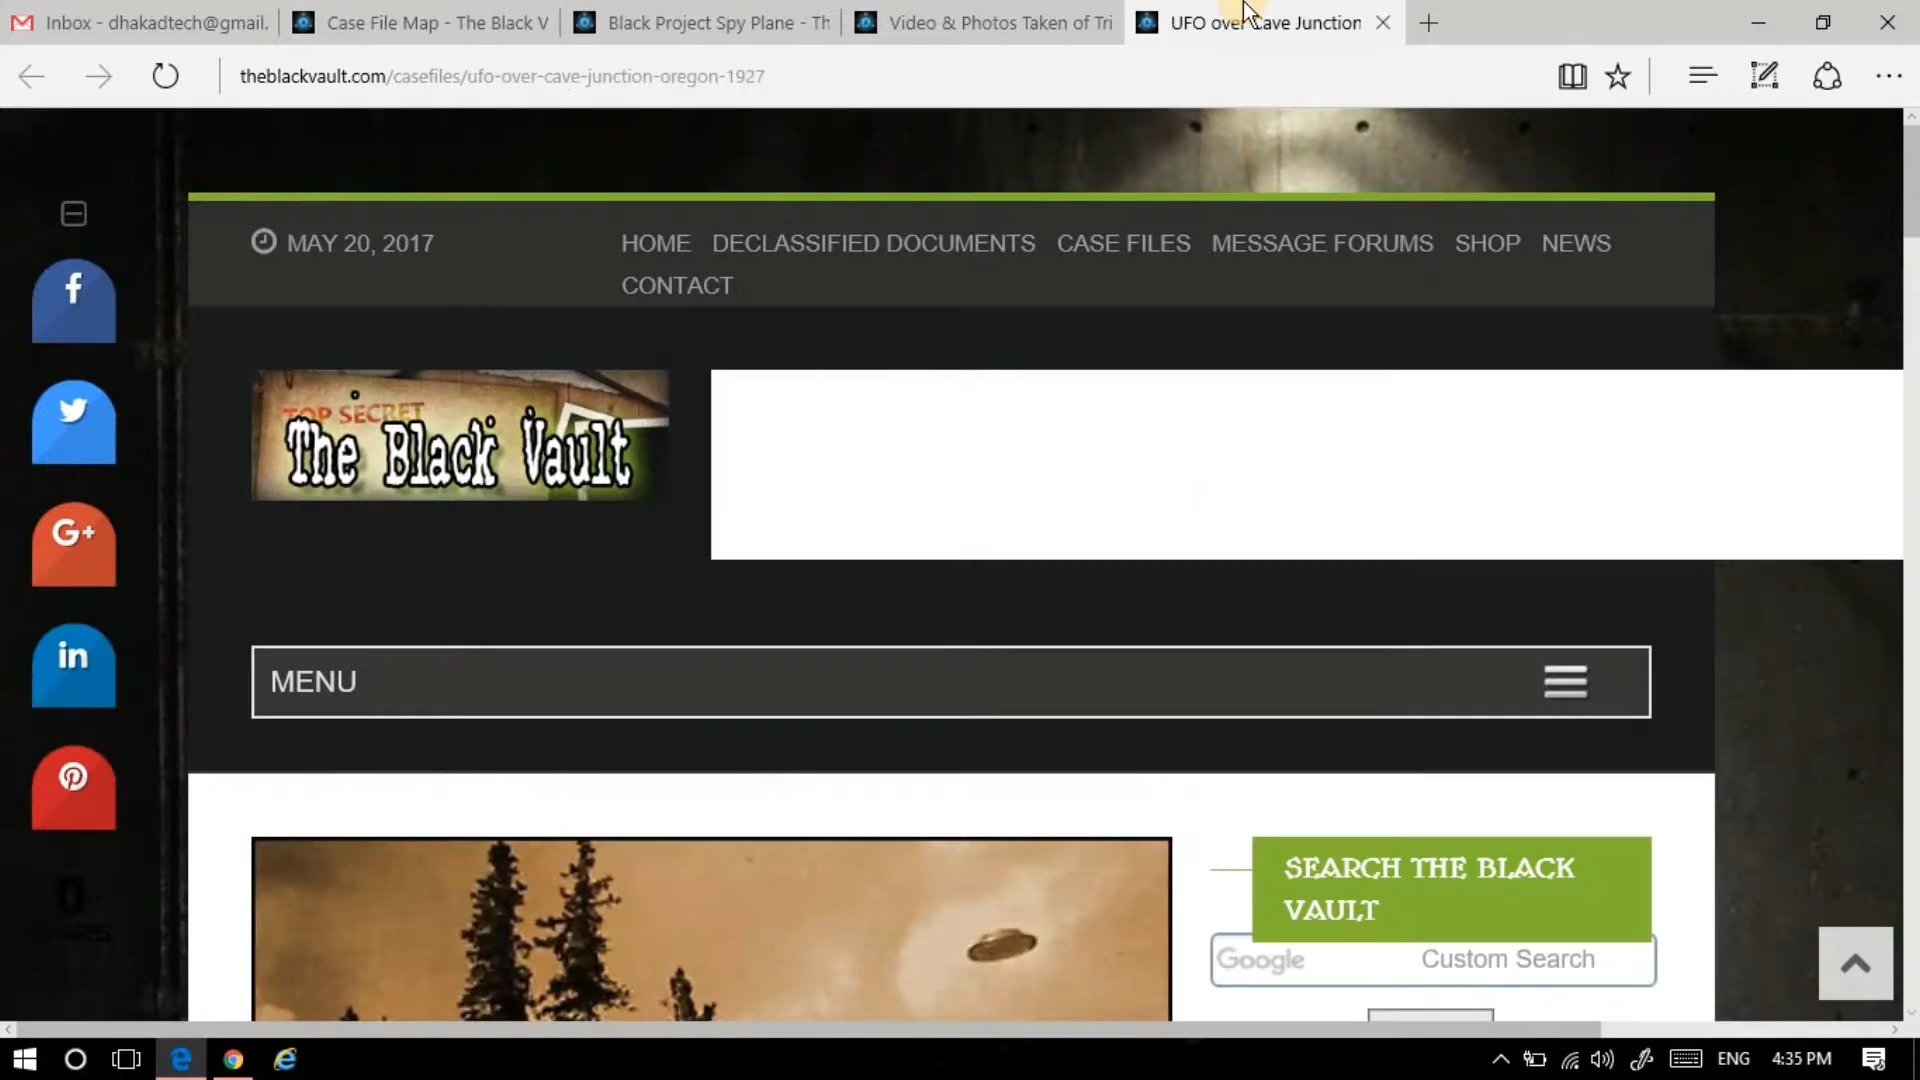 Inbox - dhakadtech@gmail.
Case File Map - The Black V
Black Project Spy Plane - Th
Video & Photos Taken of Tri
UFO over Cave Junction
theblackvault.com/casefiles/ufo-over-cave-junction-oregon-1927
MAY 20, 2017
HOME DECLASSIFIED DOCUMENTS CASE FILES MESSAGE FORUMS SHOP NEWS
CONTACT
TOP SECRET
The Black Vault
MENU
f
G+
in
0
SHARES
SEARCH THE BLACK
VAULT
Google Custom Search
ENG 4:35 PM